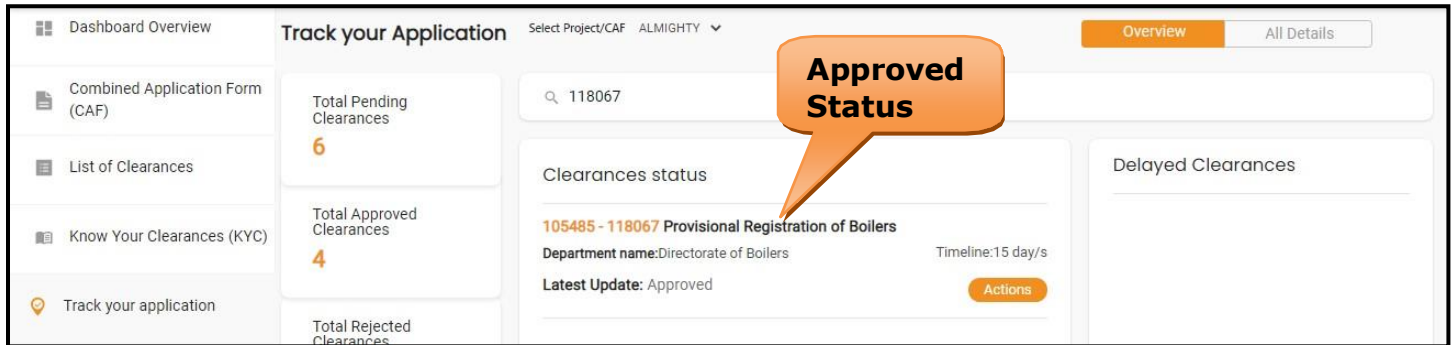 Dashboard Overview
Combined Application Form
(CAF)
List of Clearances
Know Your Clearances (KYC)
Track your application
Track your Application
Select Project/CAF ALMIGHTY
Overview
All Details
Total Pending
Clearances
6
Total Approved
Clearances
4
Total Rejected
Clearances
118067
Approved
Status
Clearances status
105485 - 118067 Provisional Registration of Boilers
Department name:Directorate of Boilers
Timeline:15 day/s
Latest Update: Approved
Actions
Delayed Clearances